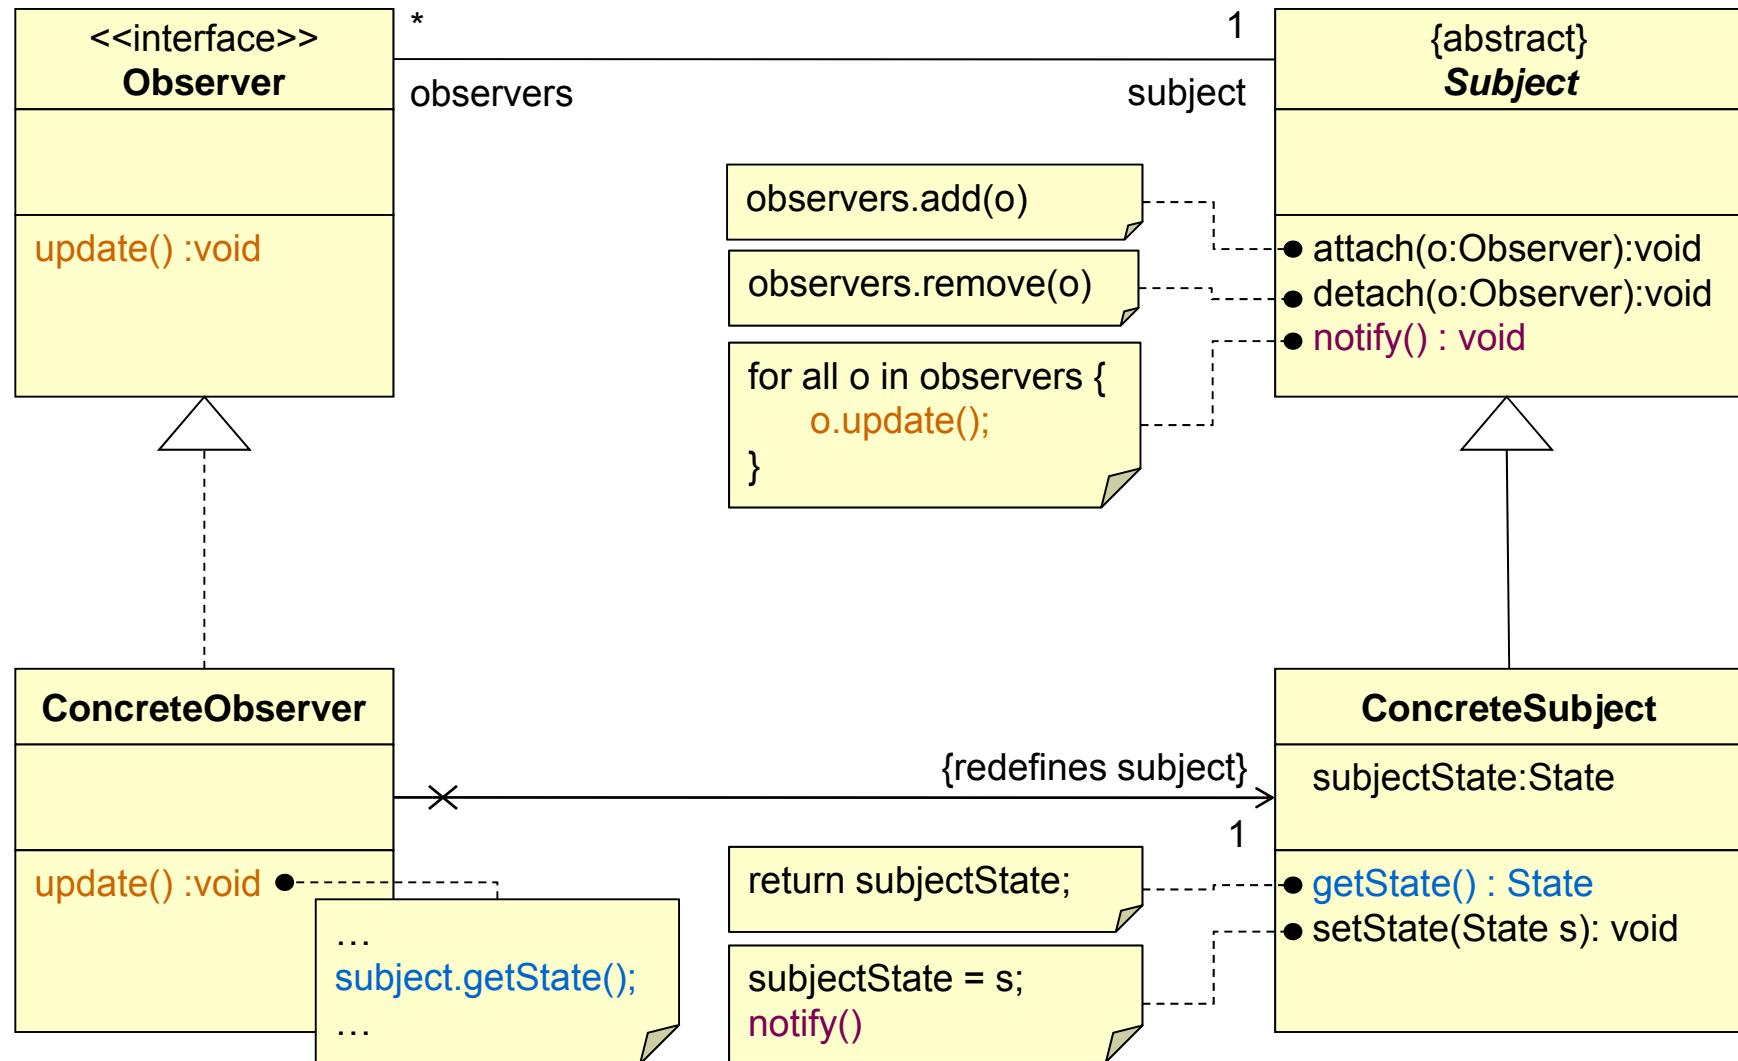 <<interface>>
Observer
update() :void
*
observers
1
subject
{abstract}
Subject
attach(o:Observer):void
detach(o:Observer):void
notify() : void
observers.add(o)
observers.remove(o)
for all o in observers {
o.update();
}
ConcreteObserver
update() :void
…
subject.getState();
…
{redefines subject}
1
ConcreteSubject
subjectState:State
getState() : State
setState(State s): void
return subjectState;
subjectState = s;
notify()